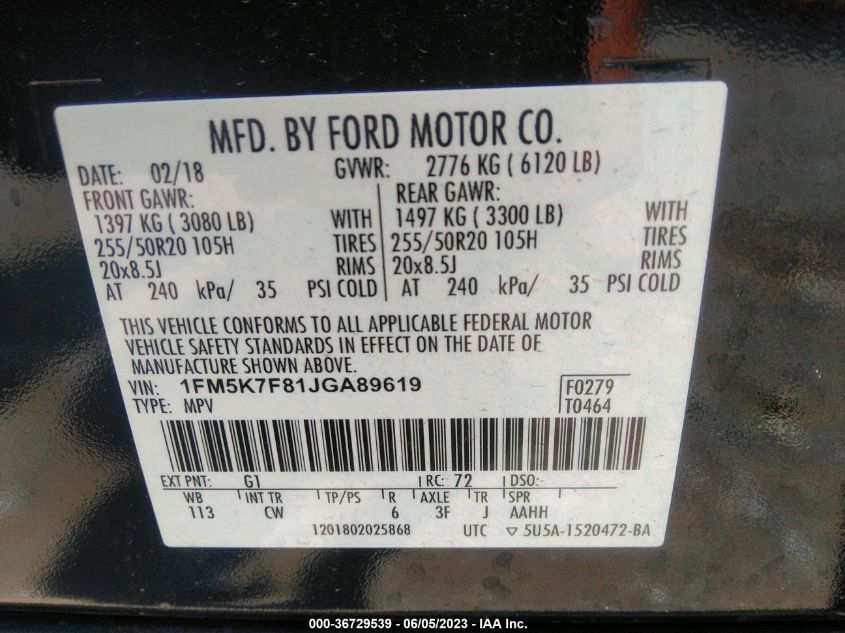 MFD. BY FORD MOTOR CO.
DATE: 02/18 GVWR: 2776 KG ( 6120 LB)
FRONT GAWR: REAR GAWR:
1397 KG ( 3080 LB) WITH 1497 KG ( 3300 LB) WITH
255/50R20 105H TIRES 255/50R20 105H TIRES
20x8.5J RIMS 20x8.5J RIMS
AT 240 kPa/ 35 PSI COLD AT 240 kPa/ 35 PSI COLD
THIS VEHICLE CONFORMS TO ALL APPLICABLE FEDERAL MOTOR
VEHICLE SAFETY STANDARDS IN EFFECT ON THE DATE OF
MANUFACTURE SHOWN ABOVE.
VIN: 1FM5K7F81JGA89619 F0279
TYPE: MPV T0464
EXT PNT: G1 RC: 72 DSO:-
WB INT TR TP/PS R AXLE TR SPR
113 CW 6 3F J AAHH
1201802025868 UTC ▽ 5U5A-1520472-BA
000-36729539 - 06/05/2023 - IAA Inc.